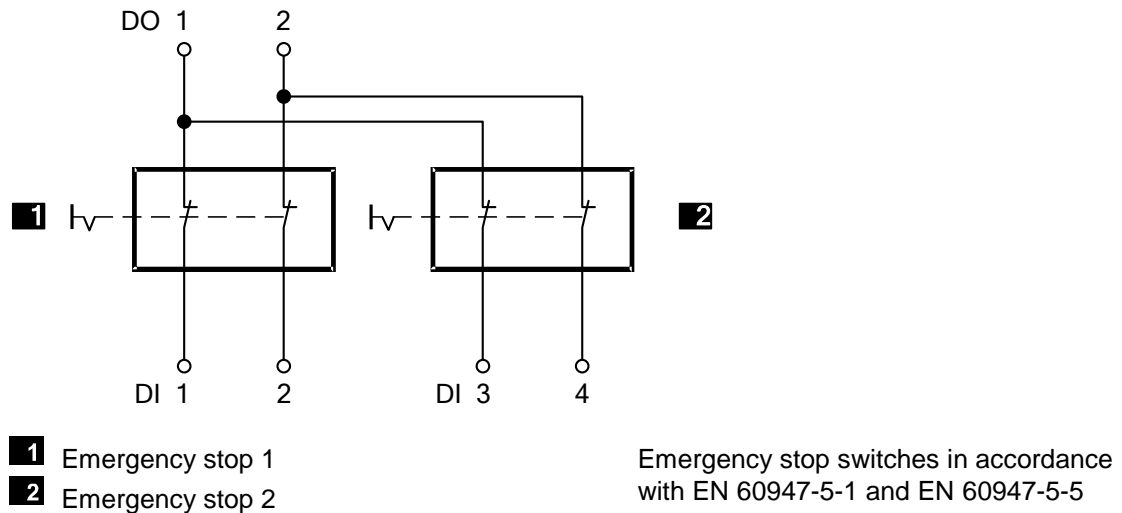 DO 1 2
1 2
DI 1 2 DI 3 4
1 Emergency stop 1
2 Emergency stop 2
Emergency stop switches in accordance
with EN 60947-5-1 and EN 60947-5-5